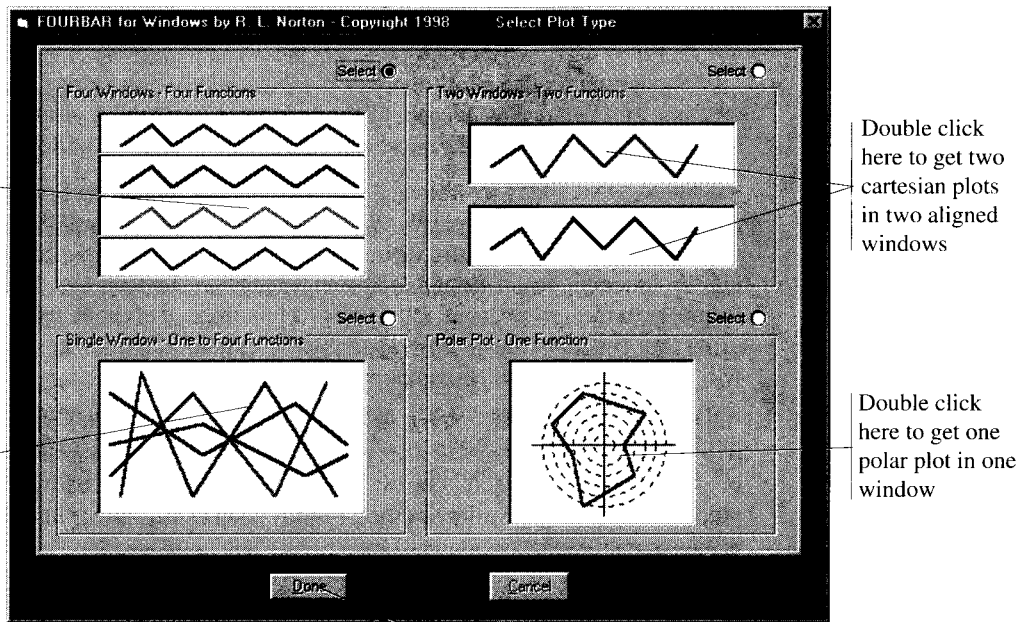 FOURBAR for Windows by R. L. Norton - Copyright 1998 Select Plot Type
Select
Four Windows - Four Functions
Select
Two Windows - Two Functions
Double click
here to get two
cartesian plots
in two aligned
windows
Select
Single Window - One to Four Functions
Select
Polar Plot - One Function
Double click
here to get one
polar plot in one
window
Done
Cancel